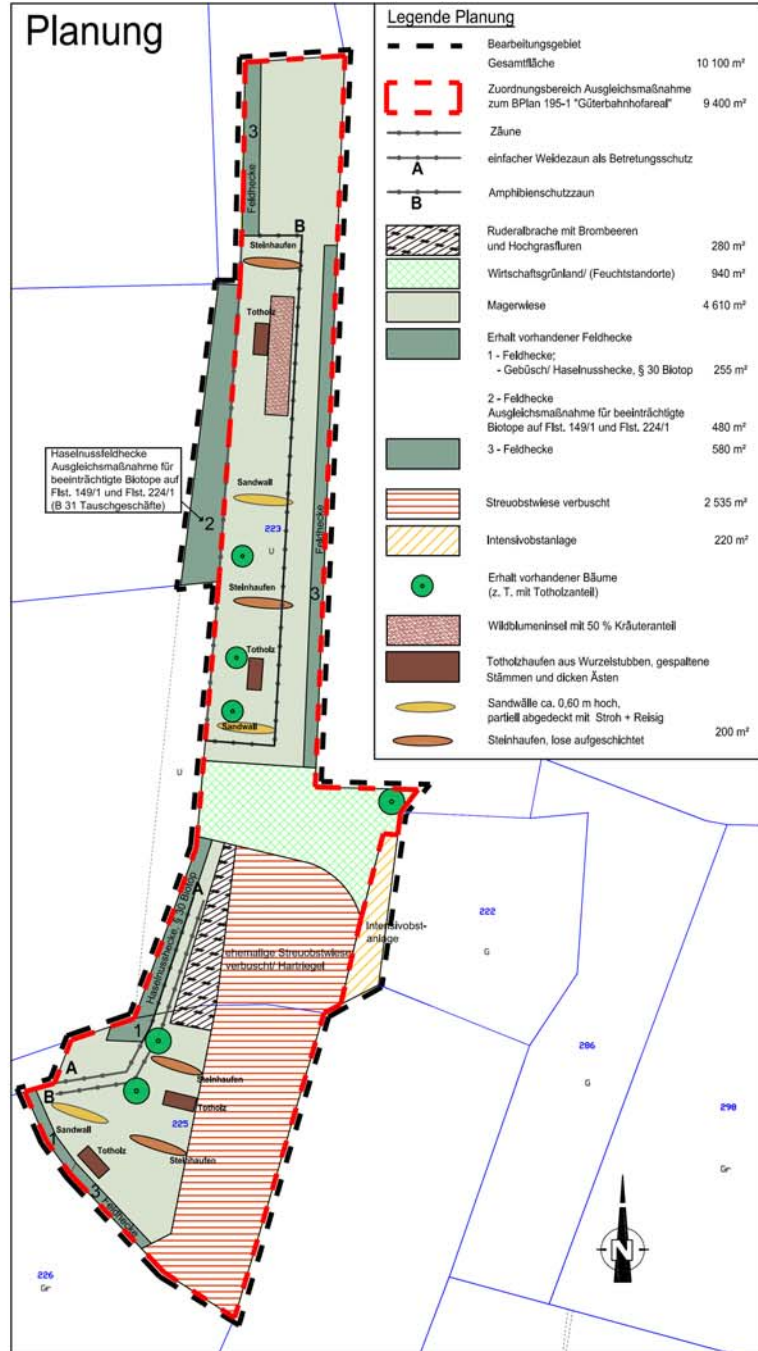 Planung
Legende Planung
Bearbeitungsgebiet
Gesamtfläche 10 100 m²
Zuordnungsbereich Ausgleichsmaßnahme
zum BPlan 195-1 "Güterbahnhofareal" 9 400 m²
Zäune
einfacher Weidezaun als Betretungsschutz
A
Amphibienschutzzaun
B
Ruderalbrache mit Brombeeren
und Hochgrasfluren 280 m²
Wirtschaftsgrünland/ (Feuchtstandorte) 940 m²
Magerwiese 4 610 m²
Erhalt vorhandener Feldhecke
1 - Feldhecke;
- Gebüsch/ Haselnusshecke, § 30 Biotop 255 m²
2 - Feldhecke
Ausgleichsmaßnahme für beeinträchtigte
Biotope auf Flst. 149/1 und Flst. 224/1 480 m²
3 - Feldhecke 580 m²
Streuobstwiese verbuscht 2 535 m²
Intensivobstanlage 220 m²
Erhalt vorhandener Bäume
(z. T. mit Totholzanteil)
Wildblumeninsel mit 50 % Kräuteranteil
Totholzhaufen aus Wurzelstubben, gespaltene
Stämmen und dicken Ästen
Sandwälle ca. 0,60 m hoch,
partiell abgedeckt mit Stroh + Reisig
200 m²
Steinhaufen, lose aufgeschichtet
3
Feldhecke
B
Steinhaufen
Totholz
Haselnussfeldhecke
Ausgleichsmaßnahme für
beeinträchtigte Biotope auf
Flst. 149/1 und Flst. 224/1
(B 31 Tauschgeschäfte)
2
Sandwall
223
U
Feldhecke
Steinhaufen
3
Totholz
Sandwall
U
A
Haselnusshecke, § 30 Biotop
Intensivobst-
anlage
222
G
ehemalige Streuobstwiese
verbuscht/ Hartriegel
1
286
G
A
Steinhaufen
B
Totholz
Sandwall
225
1
Totholz
Steinhaufen
3
Feldhecke
290
Gr
226
Gr
N